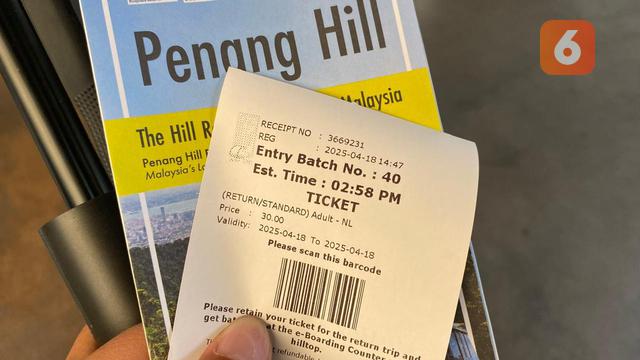 6
Penang Hill
The Hill R
Malaysia
Penang Hill
Malaysia's
RECEIPT NO : 3669231
REG : 2025-04-18 14:47
Entry Batch No. : 40
Est. Time : 02:58 PM
TICKET
(RETURN/STANDARD) Adult - NL
Price : 30.00
Validity: 2025-04-18 To 2025-04-18
Please scan this barcode
Please retain your ticket for the return trip and
get at the e-Boarding Counter
hilltop.
refundable